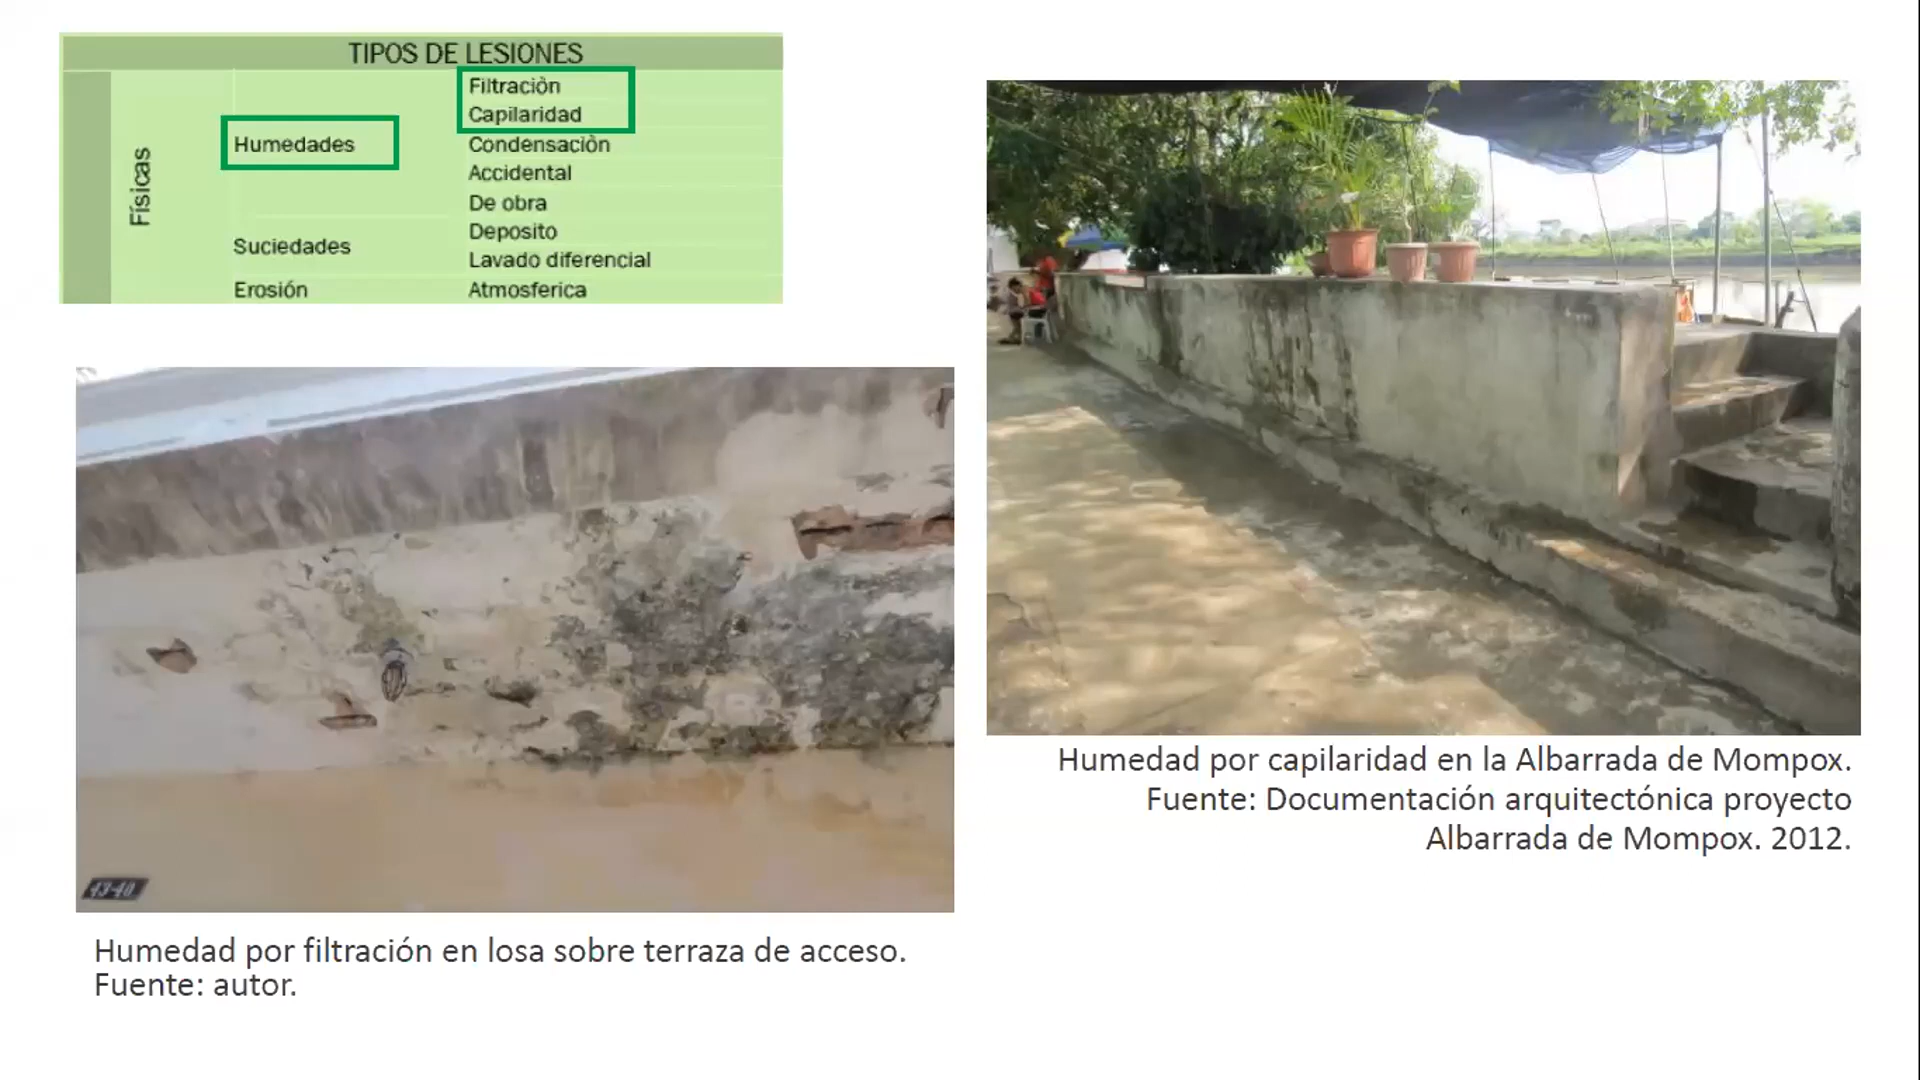 TIPOS DE LESIONES
Físicas
Humedades
Filtraciòn
Capilaridad
Condensaciòn
Accidental
De obra
Suciedades
Deposito
Lavado diferencial
Erosión
Atmosferica
43-40
Humedad por filtración en losa sobre terraza de acceso.
Fuente: autor.
Humedad por capilaridad en la Albarrada de Mompox.
Fuente: Documentación arquitectónica proyecto
Albarrada de Mompox. 2012.